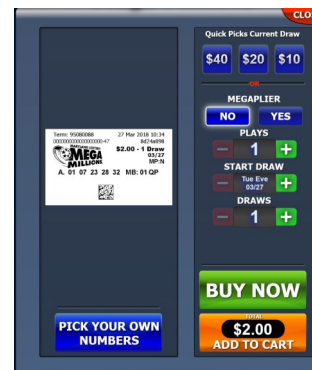 CLO
Quick Picks Current Draw
$40 $20 $10
OR
MEGAPLIER
NO YES
PLAYS
1
START DRAW
Tue Eve
03/27
DRAWS
1
Term: 95080088 27 Mar 2018 10:34
MEGA
MILLIONS
$2.00 - 1 Draw
03/27
MP:N
A. 01 07 23 28 32 MB: 01 QP
PICK YOUR OWN
NUMBERS
BUY NOW
TOTAL
$2.00
ADD TO CART